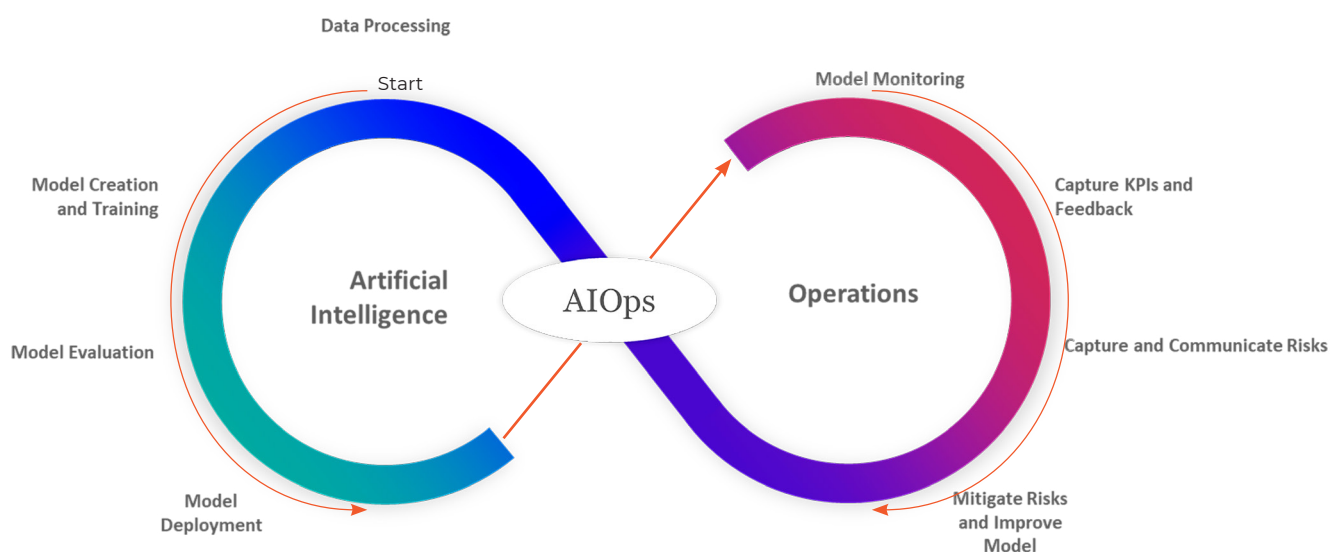 Data Processing
Start
Model Creation
and Training
Model Evaluation
Model
Deployment
Artificial
Intelligence
AIOps
Operations
Model Monitoring
Capture KPIs and
Feedback
Capture and Communicate Risks
Mitigate Risks
and Improve
Model